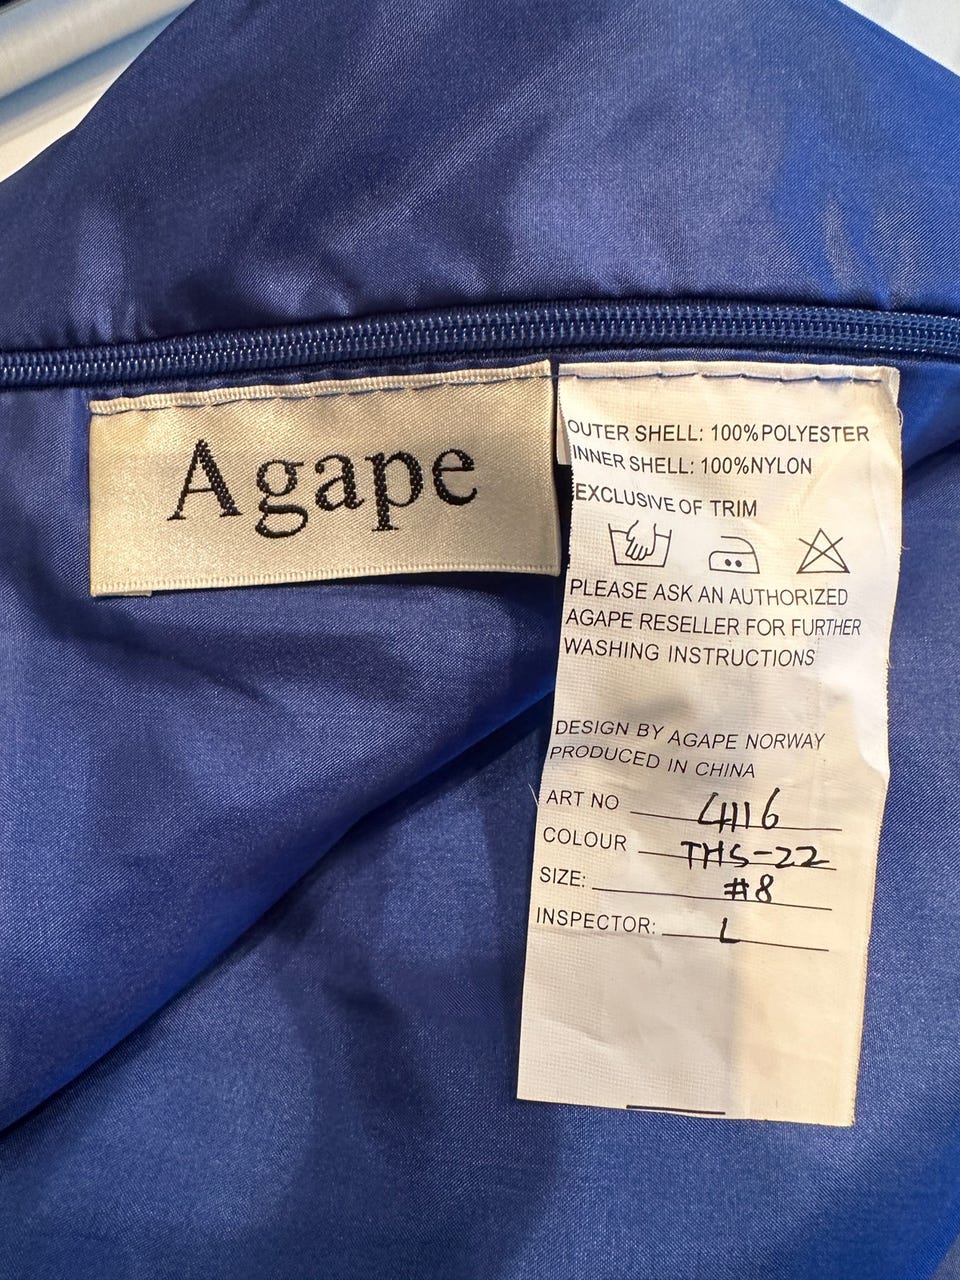 Agape
OUTER SHELL: 100%POLYESTER
INNER SHELL: 100%NYLON
EXCLUSIVE OF TRIM
PLEASE ASK AN AUTHORIZED
AGAPE RESELLER FOR FURTHER
WASHING INSTRUCTIONS
DESIGN BY AGAPE NORWAY
PRODUCED IN CHINA
ART NO
COLOUR THS-22
SIZE: #8
INSPECTOR: L